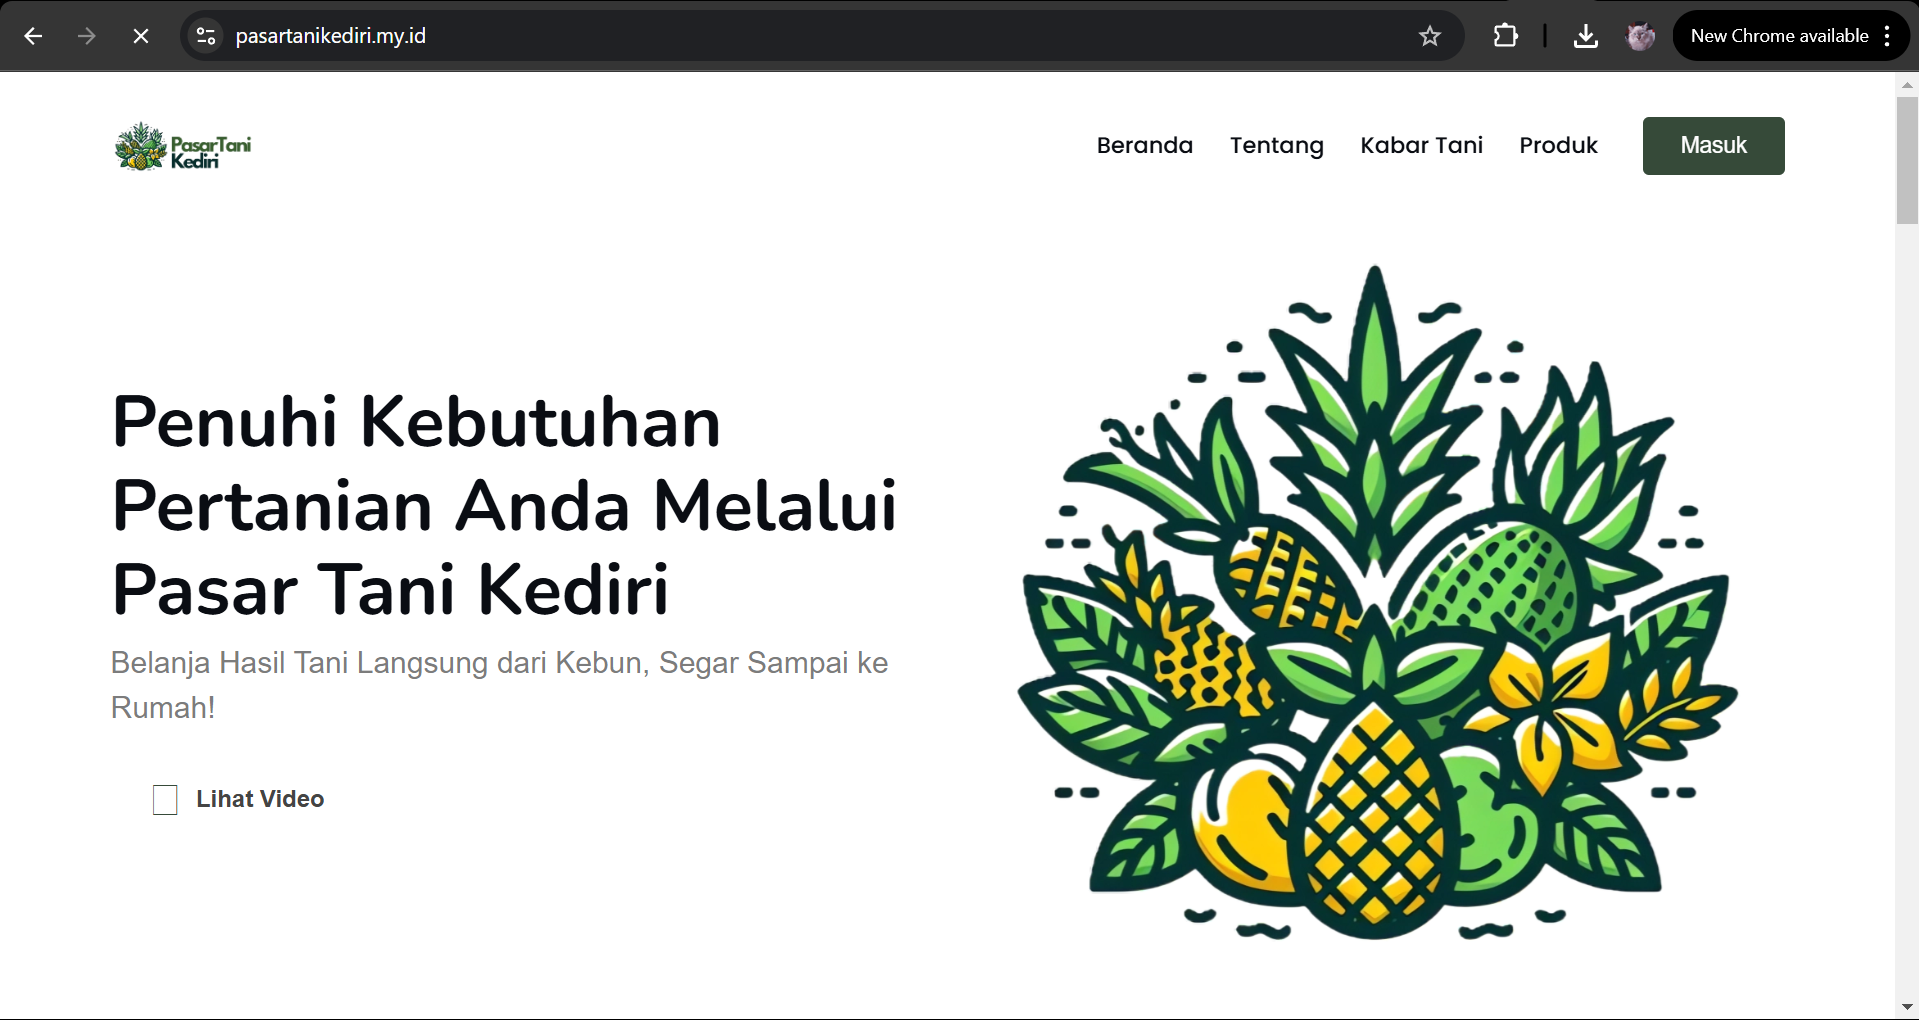 pasartanikediri.my.id
New Chrome available
PasarTani
Kediri
Beranda
Tentang
Kabar Tani
Produk
Masuk
Penuhi Kebutuhan
Pertanian Anda Melalui
Pasar Tani Kediri
Belanja Hasil Tani Langsung dari Kebun, Segar Sampai ke
Rumah!
Lihat Video